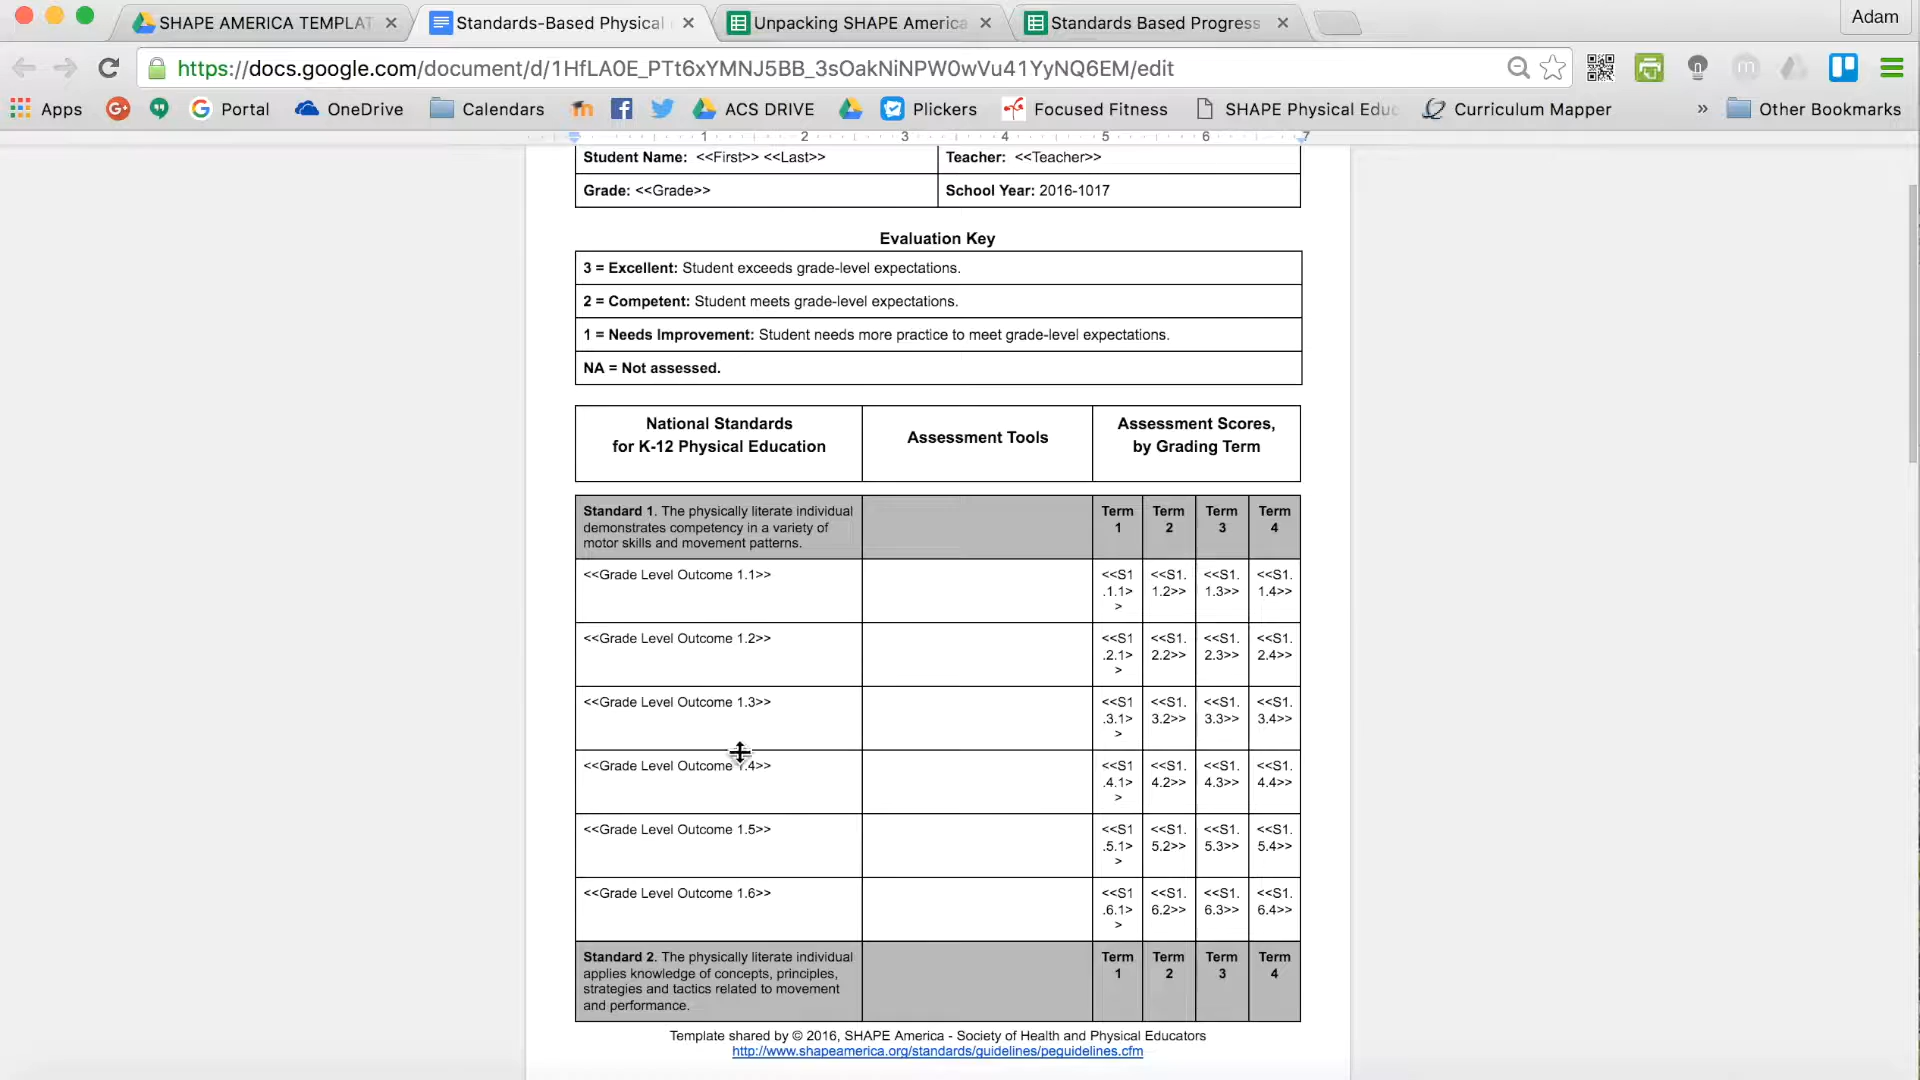 SHAPE AMERICA TEMPLAT
Standards-Based Physical
Unpacking SHAPE America
Standards Based Progress
Adam
https://docs.google.com/document/d/1HfLA0E_PTt6xYMNJ5BB_3sOakNiNPW0wVu41YyNQ6EM/edit
Apps Portal OneDrive Calendars ACS DRIVE Plickers Focused Fitness SHAPE Physical Educ Curriculum Mapper » Other Bookmarks
1 2 3 4 5 6 7
Student Name: <<First>> <<Last>> Teacher: <<Teacher>>
Grade: <<Grade>> School Year: 2016-1017
Evaluation Key
3 = Excellent: Student exceeds grade-level expectations.
2 = Competent: Student meets grade-level expectations.
1 = Needs Improvement: Student needs more practice to meet grade-level expectations.
NA = Not assessed.
National Standards
for K-12 Physical Education
Assessment Tools
Assessment Scores,
by Grading Term
Standard 1. The physically literate individual
demonstrates competency in a variety of
motor skills and movement patterns.
Term Term Term Term
1 2 3 4
<<Grade Level Outcome 1.1>> <<S1 <<S1. <<S1. <<S1.
.1.1> 1.2>> 1.3>> 1.4>>
>
<<Grade Level Outcome 1.2>> <<S1 <<S1. <<S1. <<S1.
.2.1> 2.2>> 2.3>> 2.4>>
>
<<Grade Level Outcome 1.3>> <<S1 <<S1. <<S1. <<S1.
.3.1> 3.2>> 3.3>> 3.4>>
>
<<Grade Level Outcome 1.4>> <<S1 <<S1. <<S1. <<S1.
.4.1> 4.2>> 4.3>> 4.4>>
>
<<Grade Level Outcome 1.5>> <<S1 <<S1. <<S1. <<S1.
.5.1> 5.2>> 5.3>> 5.4>>
>
<<Grade Level Outcome 1.6>> <<S1 <<S1. <<S1. <<S1.
.6.1> 6.2>> 6.3>> 6.4>>
>
Standard 2. The physically literate individual
applies knowledge of concepts, principles,
strategies and tactics related to movement
and performance.
Term Term Term Term
1 2 3 4
Template shared by © 2016, SHAPE America - Society of Health and Physical Educators
http://www.shapeamerica.org/standards/guidelines/peguidelines.cfm